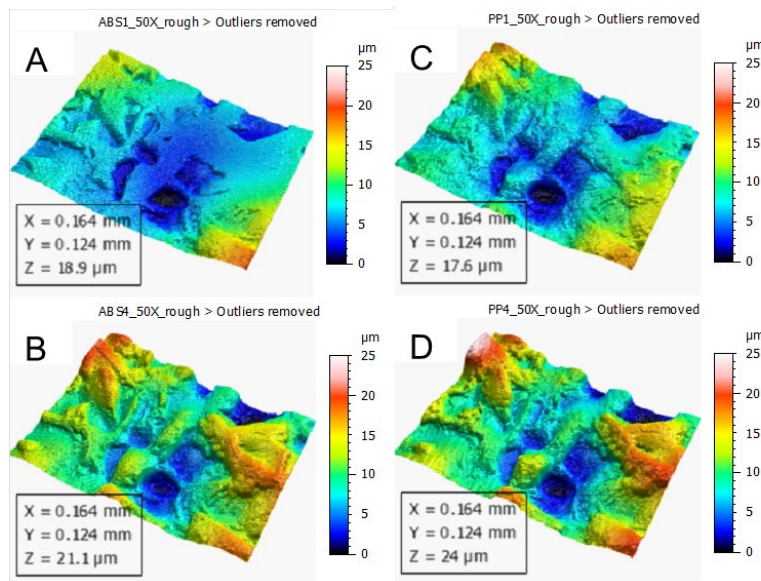 ABS1_50X_rough > Outliers removed
A
µm
25
20
15
10
5
0
X = 0.164 mm
Y = 0.124 mm
Z = 18.9 µm
PP1_50X_rough > Outliers removed
C
µm
25
20
15
10
5
0
X = 0.164 mm
Y = 0.124 mm
Z = 17.6 µm
ABS4_50X_rough > Outliers removed
B
µm
25
20
15
10
5
0
X = 0.164 mm
Y = 0.124 mm
Z = 21.1 µm
PP4_50X_rough > Outliers removed
D
µm
25
20
15
10
5
0
X = 0.164 mm
Y = 0.124 mm
Z = 24 µm